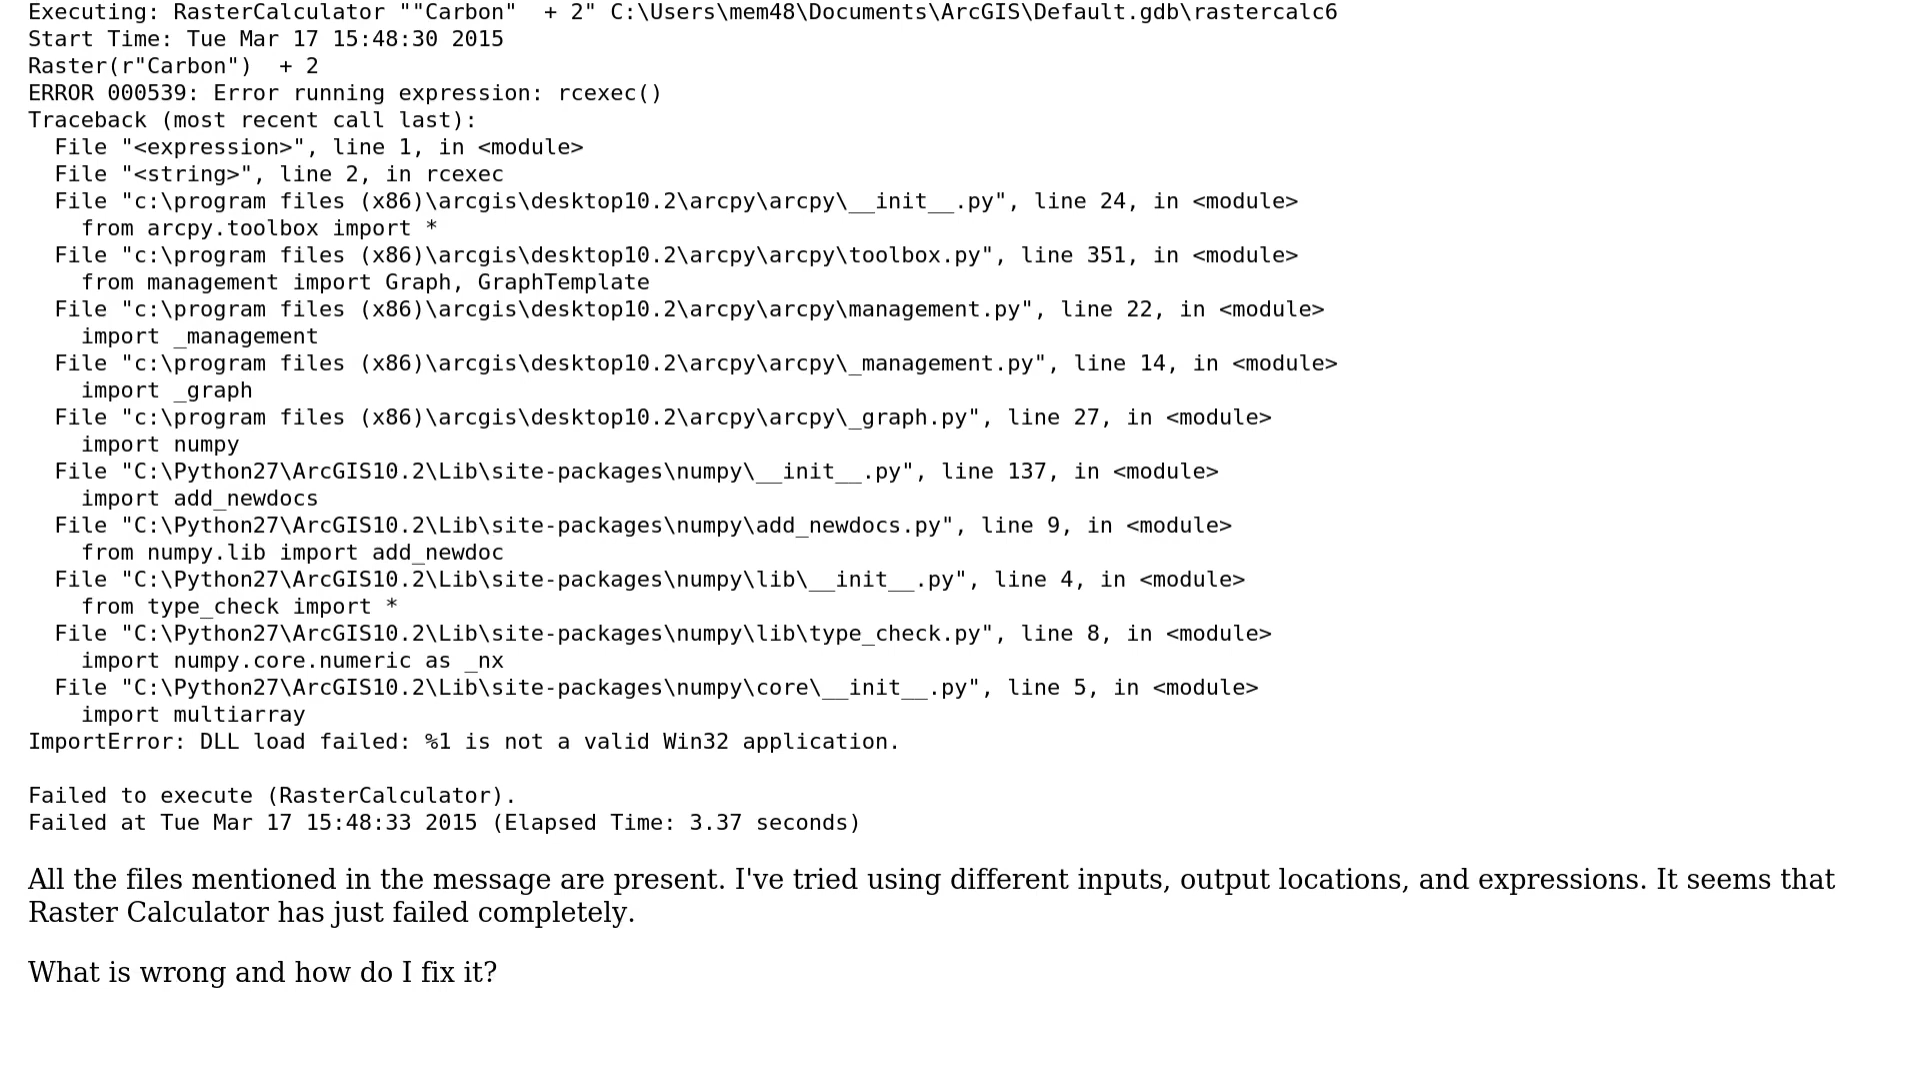 Executing: RasterCalculator ""Carbon"  + 2" C:\Users\mem48\Documents\ArcGIS\Default.gdb\rastercalc6
Start Time: Tue Mar 17 15:48:30 2015
Raster(r"Carbon")  + 2
ERROR 000539: Error running expression: rcexec()
Traceback (most recent call last):
  File "<expression>", line 1, in <module>
  File "<string>", line 2, in rcexec
  File "c:\program files (x86)\arcgis\desktop10.2\arcpy\arcpy\__init__.py", line 24, in <module>
    from arcpy.toolbox import *
  File "c:\program files (x86)\arcgis\desktop10.2\arcpy\arcpy\toolbox.py", line 351, in <module>
    from management import Graph, GraphTemplate
  File "c:\program files (x86)\arcgis\desktop10.2\arcpy\arcpy\management.py", line 22, in <module>
    import _management
  File "c:\program files (x86)\arcgis\desktop10.2\arcpy\arcpy\_management.py", line 14, in <module>
    import _graph
  File "c:\program files (x86)\arcgis\desktop10.2\arcpy\arcpy\_graph.py", line 27, in <module>
    import numpy
  File "C:\Python27\ArcGIS10.2\Lib\site-packages\numpy\__init__.py", line 137, in <module>
    import add_newdocs
  File "C:\Python27\ArcGIS10.2\Lib\site-packages\numpy\add_newdocs.py", line 9, in <module>
    from numpy.lib import add_newdoc
  File "C:\Python27\ArcGIS10.2\Lib\site-packages\numpy\lib\__init__.py", line 4, in <module>
    from type_check import *
  File "C:\Python27\ArcGIS10.2\Lib\site-packages\numpy\lib\type_check.py", line 8, in <module>
    import numpy.core.numeric as _nx
  File "C:\Python27\ArcGIS10.2\Lib\site-packages\numpy\core\__init__.py", line 5, in <module>
    import multiarray
ImportError: DLL load failed: %1 is not a valid Win32 application.

Failed to execute (RasterCalculator).
Failed at Tue Mar 17 15:48:33 2015 (Elapsed Time: 3.37 seconds)
All the files mentioned in the message are present. I've tried using different inputs, output locations, and expressions. It seems that
Raster Calculator has just failed completely.
What is wrong and how do I fix it?